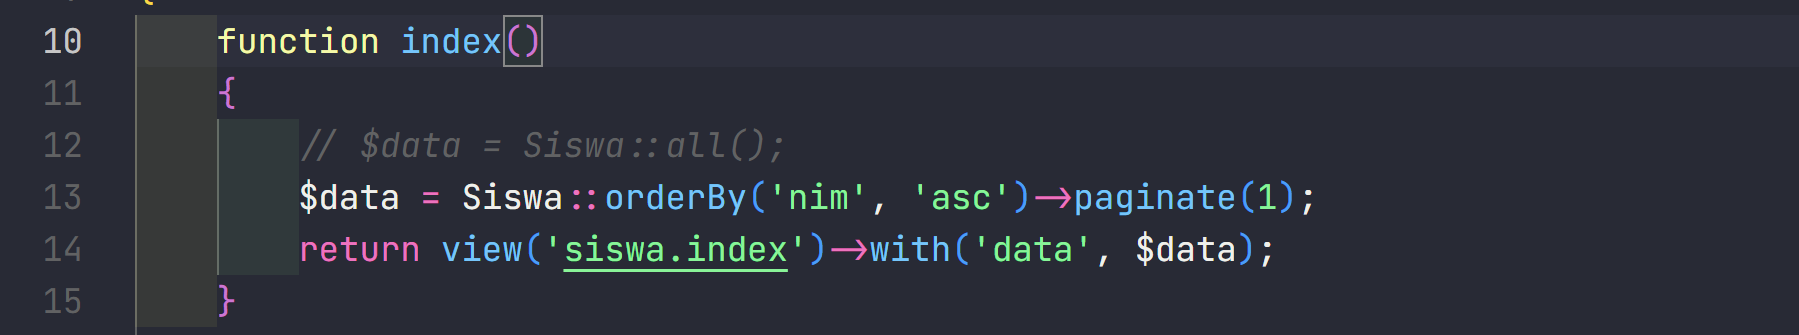 {
10 function index()
11 {
12 // $data = Siswa::all();
13 $data = Siswa::orderBy('nim', 'asc')->paginate(1);
14 return view('siswa.index')->with('data', $data);
15 }